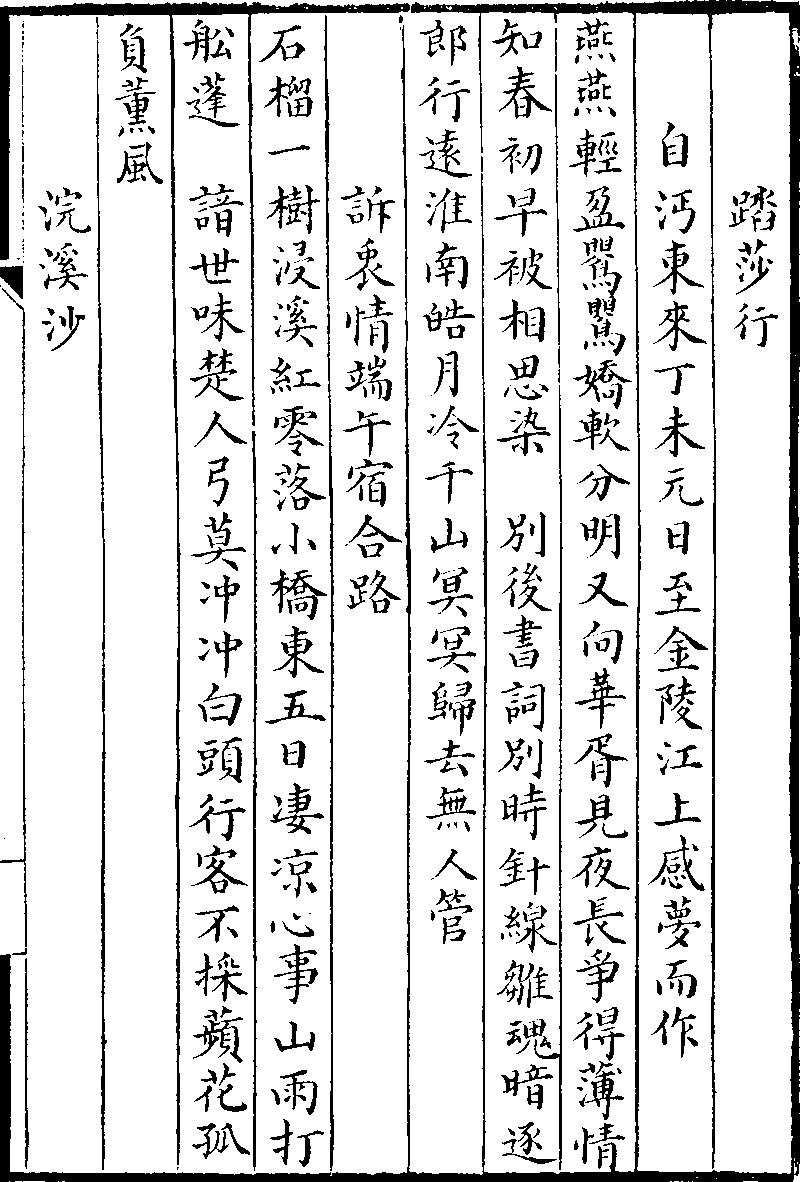 踏莎行
自沔東來丁未元日至金陵江上感夢而作
燕燕輕盈鸎鸎嬌軟分明又向華胥見夜長爭得薄情
知春初早被相思染　別後書詞別時針線雛魂暗逐
郎行遠淮南皓月冷千山冥冥歸去無人管
訴衷情端午宿合路
石榴一樹浸溪紅零落小橋東五日凄凉心事山雨打
舩蓬　諳世味楚人弓莫冲冲白頭行客不採蘋花孤
負薰風
浣溪沙